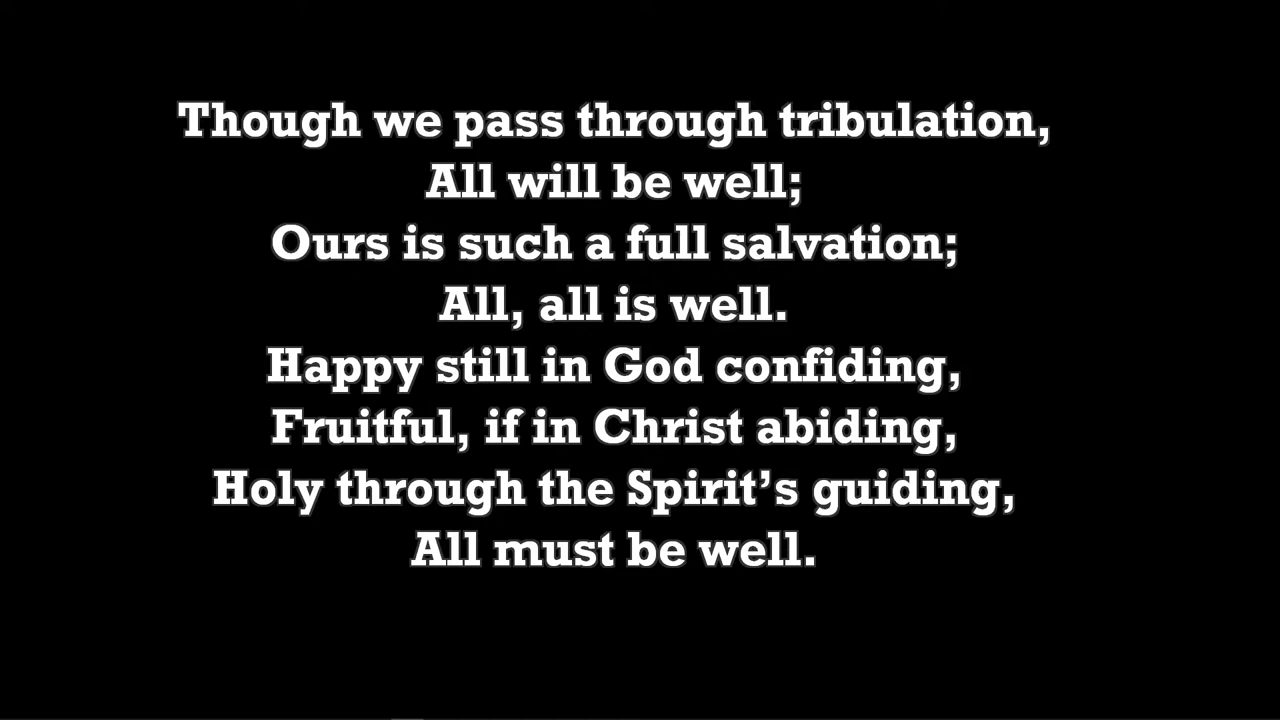 Though we pass through tribulation,
All will be well;
Ours is such a full salvation;
All, all is well.
Happy still in God confiding,
Fruitful, if in Christ abiding,
Holy through the Spirit’s guiding,
All must be well.